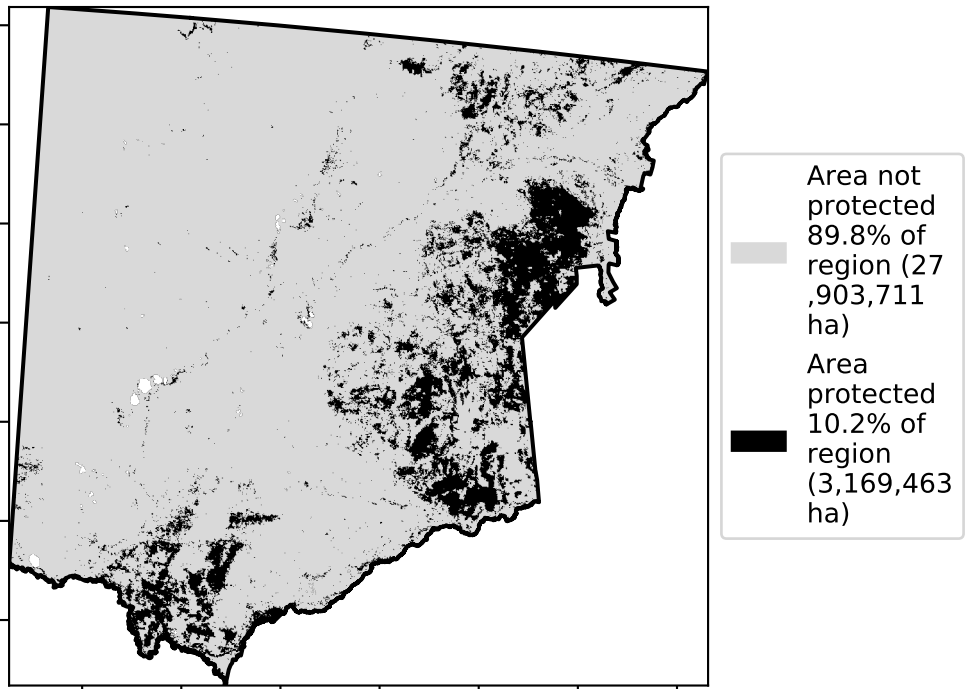 Area not
protected
89.8% of
region (27
,903,711
ha)
Area
protected
10.2% of
region
(3,169,463
ha)